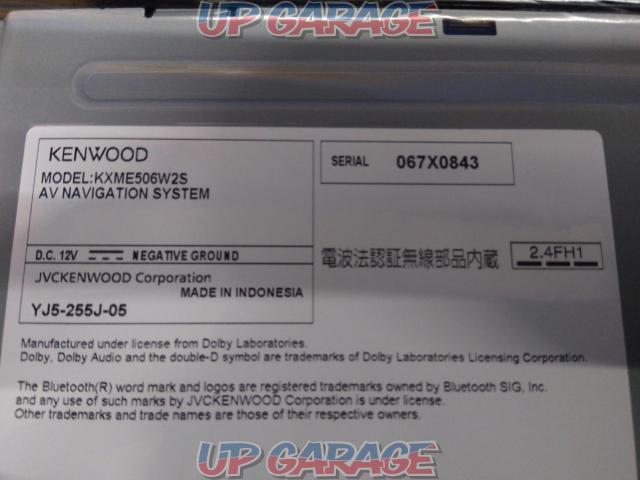 UP GARAGE
KENWOOD
MODEL:KXME506W2S
AV NAVIGATION SYSTEM
SERIAL 067X0843
D.C. 12V NEGATIVE GROUND
電波法認証無線部品内蔵 2.4FH1
JVCKENWOOD Corporation
MADE IN INDONESIA
YJ5-255J-05
Manufactured under license from Dolby Laboratories.
Dolby, Dolby Audio and the double-D symbol are trademarks of Dolby Laboratories Licensing Corporation.
The Bluetooth(R) word mark and logos are registered trademarks owned by Bluetooth SIG, Inc.
and any use of such marks by JVCKENWOOD Corporation is under license.
Other trademarks and trade names are those of their respective owners.
UP GARAGE